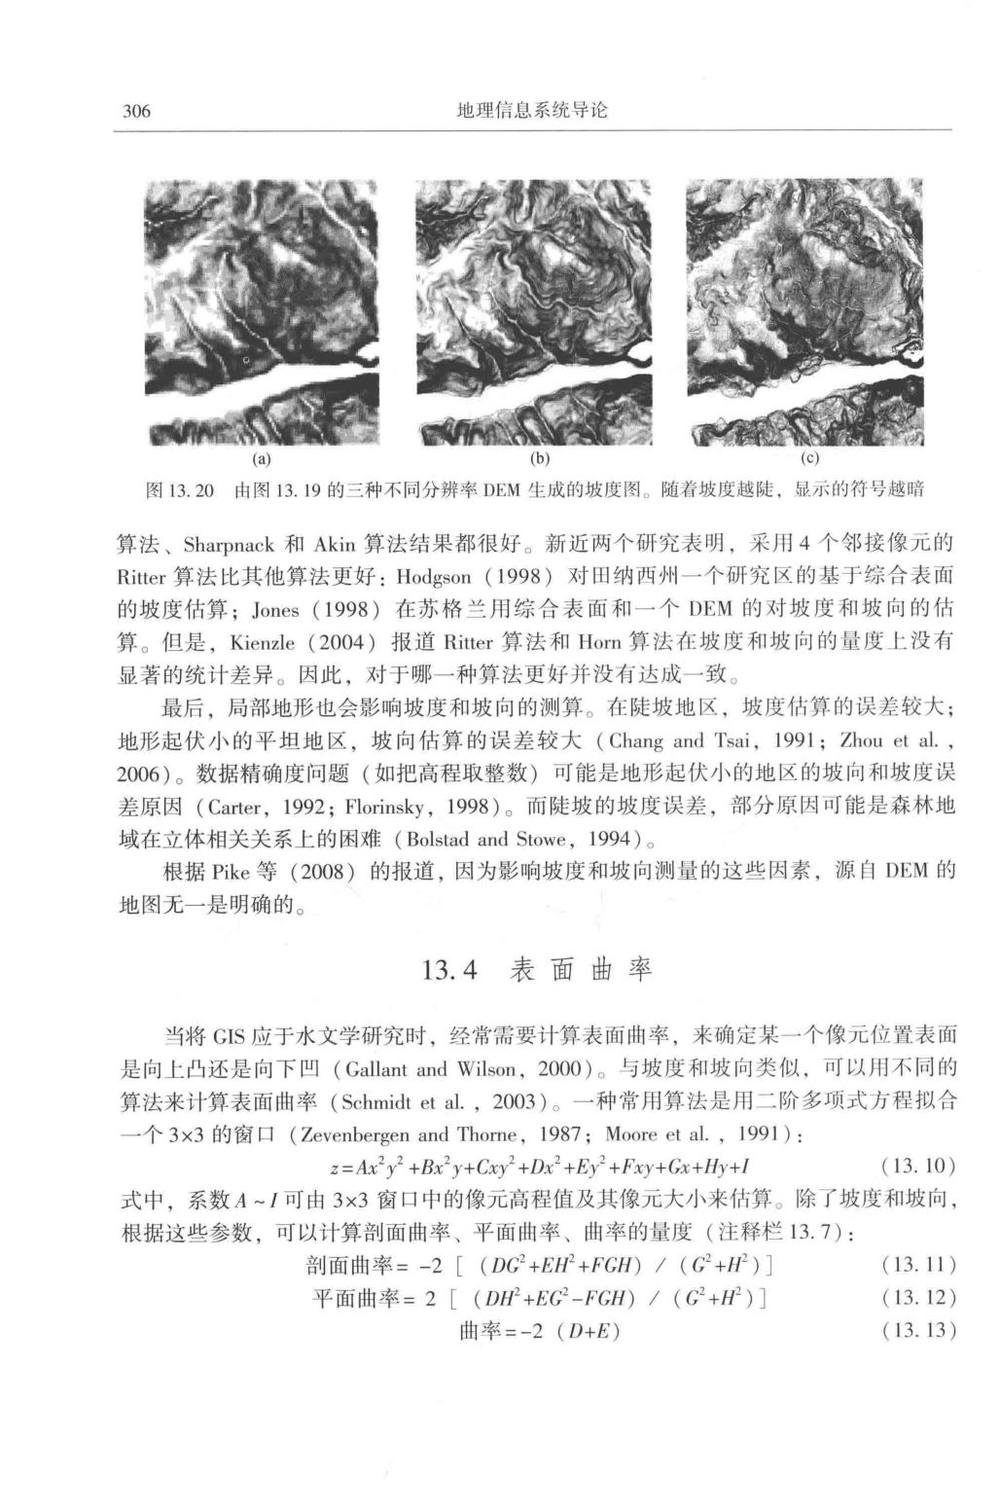 306
地理信息系统导论
(a)
(b)
(c)
图 13.20 由图 13.19 的三种不同分辨率 DEM 生成的坡度图。随着坡度越陡，显示的符号越暗
算法、Sharpnack 和 Akin 算法结果都很好。新近两个研究表明，采用 4 个邻接像元的
Ritter 算法比其他算法更好：Hodgson（1998）对田纳西州一个研究区的基于综合表面
的坡度估算；Jones（1998）在苏格兰用综合表面和一个 DEM 的对坡度和坡向的估
算。但是，Kienzle（2004）报道 Ritter 算法和 Horn 算法在坡度和坡向的量度上没有
显著的统计差异。因此，对于哪一种算法更好并没有达成一致。
最后，局部地形也会影响坡度和坡向的测算。在陡坡地区，坡度估算的误差较大；
地形起伏小的平坦地区，坡向估算的误差较大（Chang and Tsai，1991；Zhou et al.，
2006）。数据精确度问题（如把高程取整数）可能是地形起伏小的地区的坡向和坡度误
差原因（Carter，1992；Florinsky，1998）。而陡坡的坡度误差，部分原因可能是森林地
域在立体相关关系上的困难（Bolstad and Stowe，1994）。
根据 Pike 等（2008）的报道，因为影响坡度和坡向测量的这些因素，源自 DEM 的
地图无一是明确的。
13.4 表面曲率
当将 GIS 应于水文学研究时，经常需要计算表面曲率，来确定某一个像元位置表面
是向上凸还是向下凹（Gallant and Wilson，2000）。与坡度和坡向类似，可以用不同的
算法来计算表面曲率（Schmidt et al.，2003）。一种常用算法是用二阶多项式方程拟合
一个 3×3 的窗口（Zevenbergen and Thorne，1987；Moore et al.，1991）：
z=Ax²y²+Bx²y+Cxy²+Dx²+Ey²+Fxy+Gx+Hy+I （13.10）
式中，系数 A～I 可由 3×3 窗口中的像元高程值及其像元大小来估算。除了坡度和坡向，
根据这些参数，可以计算剖面曲率、平面曲率、曲率的量度（注释栏 13.7）：
剖面曲率= -2［（DG²+EH²+FGH）/（G²+H²）］ （13.11）
平面曲率= 2［（DH²+EG²-FGH）/（G²+H²）］ （13.12）
曲率=-2（D+E） （13.13）